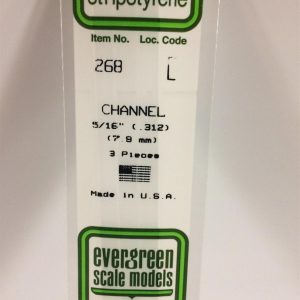 Item No. Loc. Code
268 L
CHANNEL
5/16" (.312)
(7.9 mm)
3 Pieces
Made in U.S.A.
evergreen
scale models